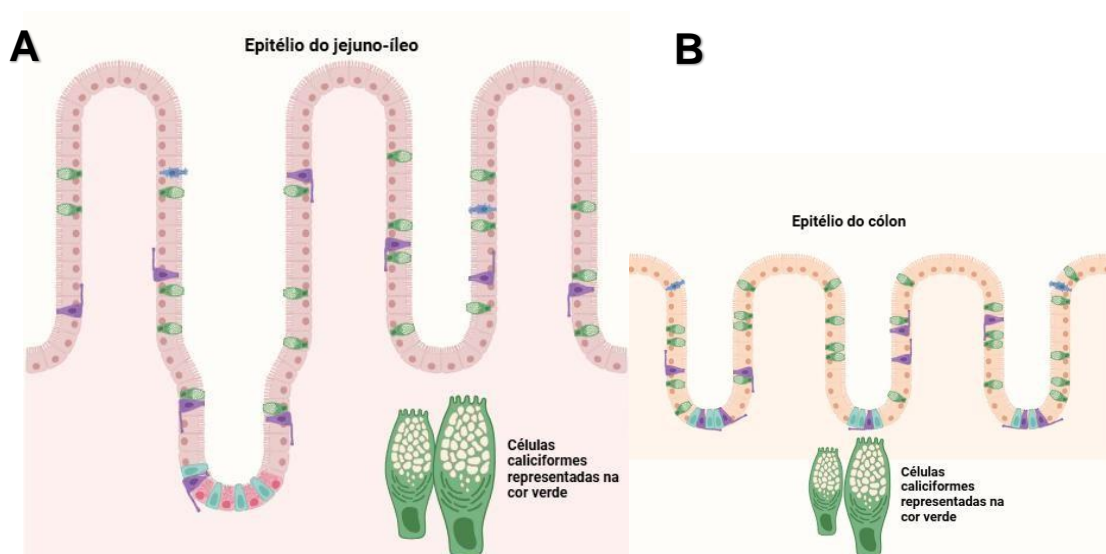 A
Epitélio do jejuno-íleo
Células
caliciformes
representadas na
cor verde
B
Epitélio do cólon
Células
caliciformes
representadas na
cor verde